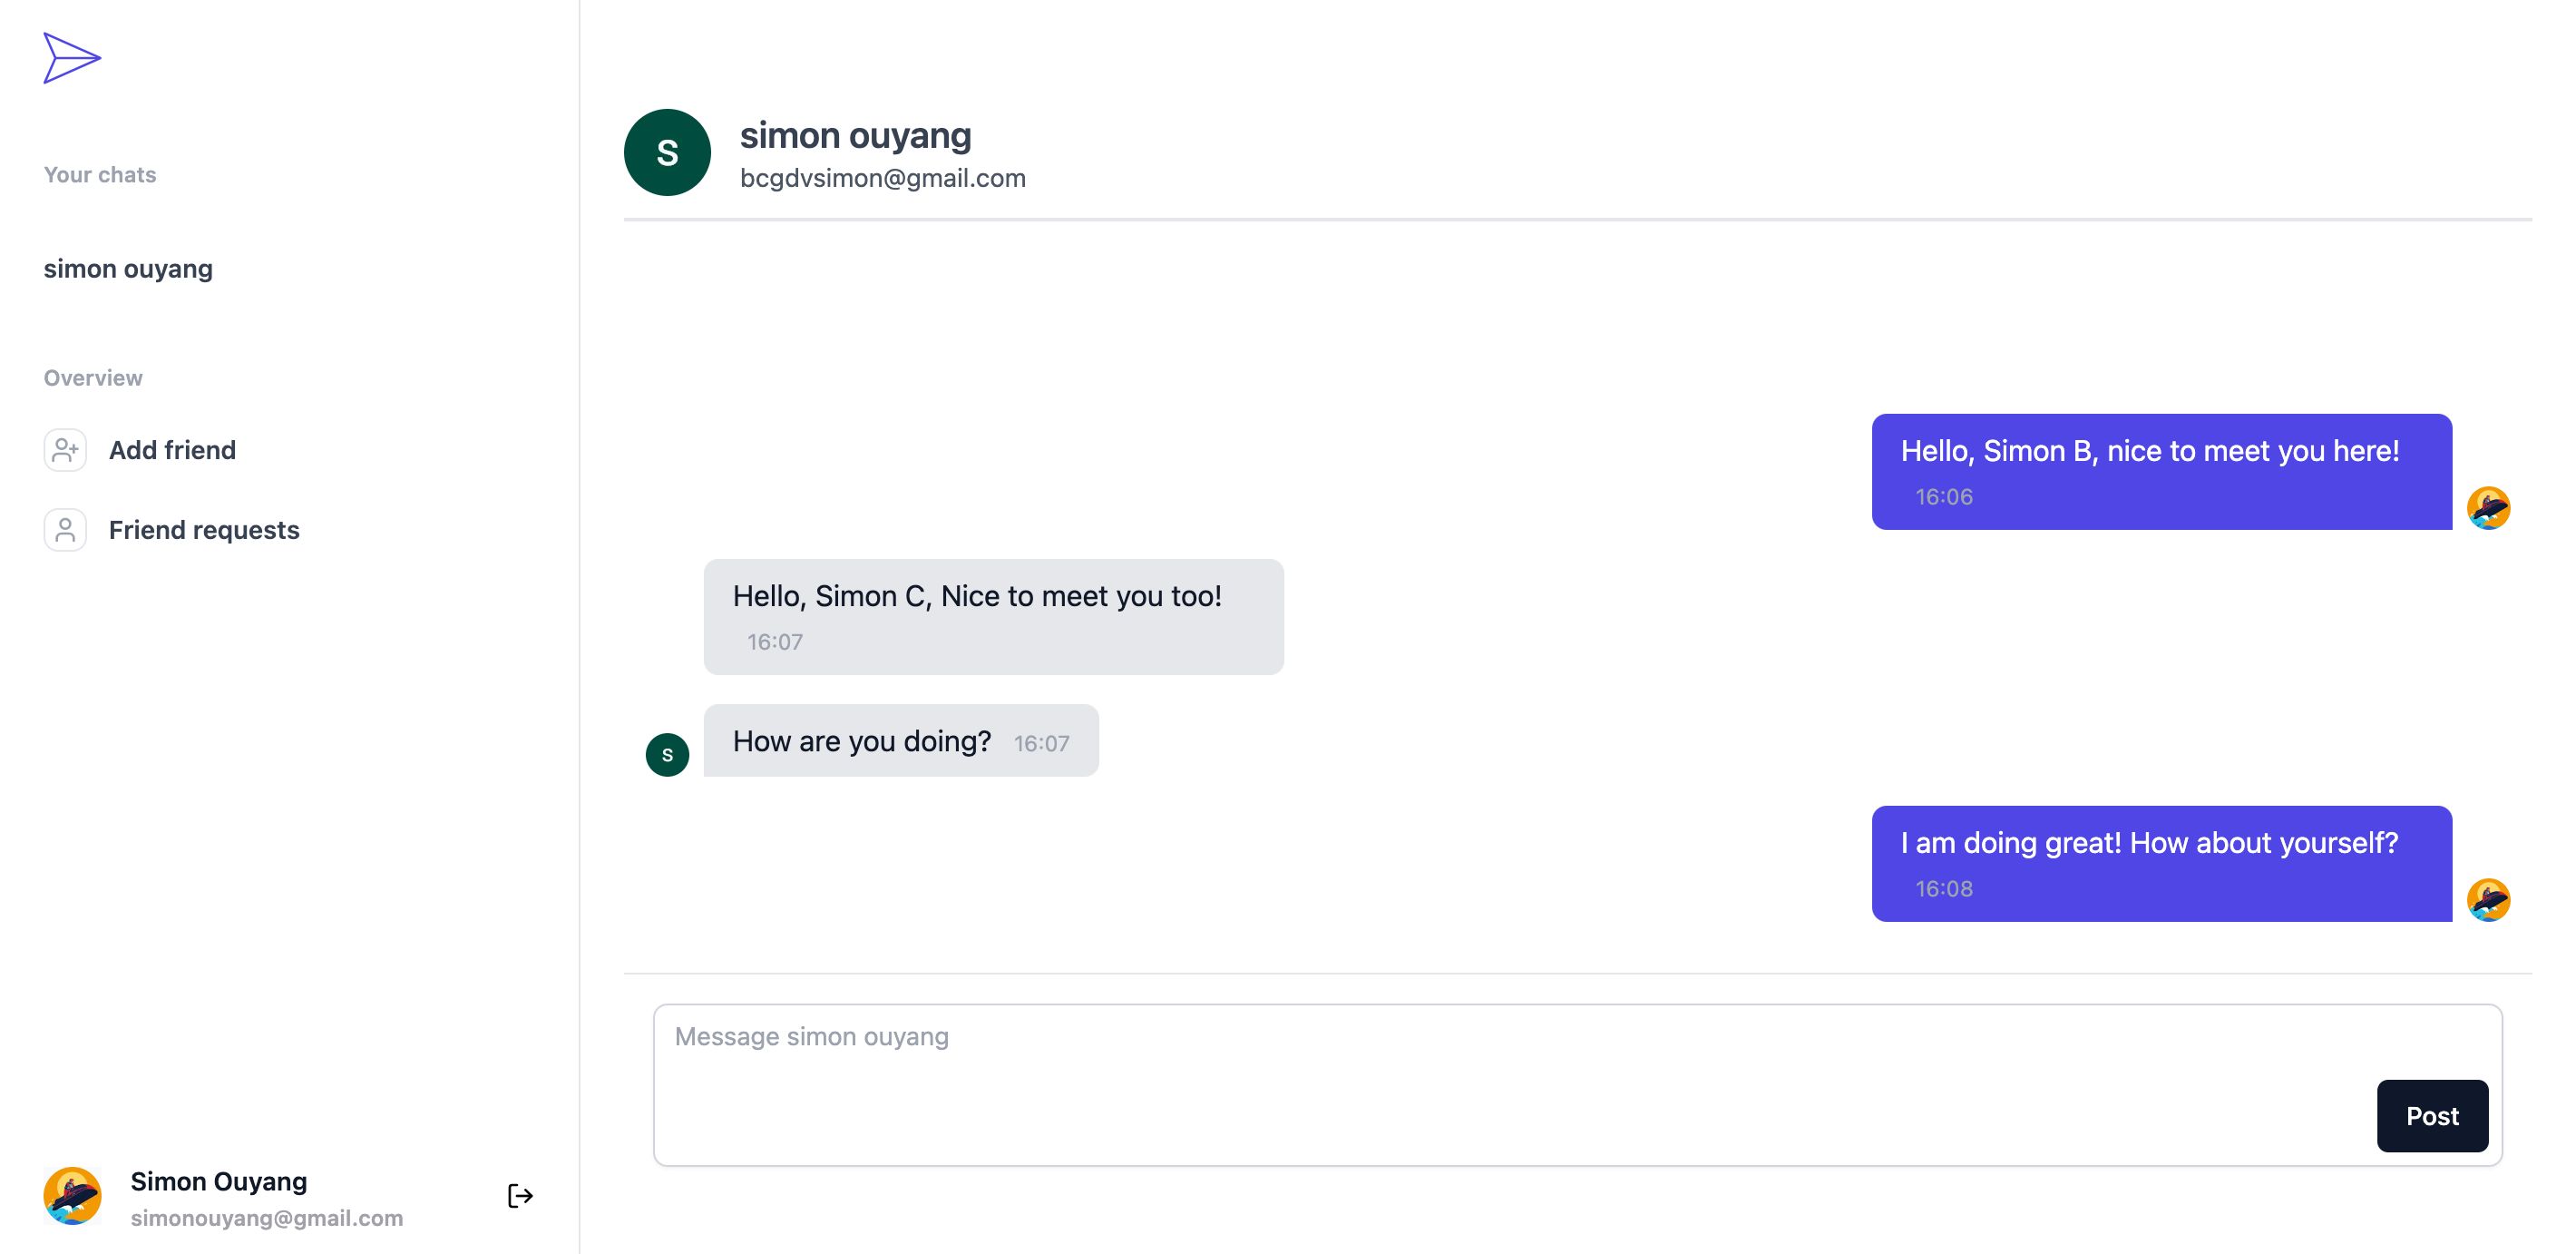 Your chats
simon ouyang
Overview
Add friend
Friend requests
Simon Ouyang
simonouyang@gmail.com
S
simon ouyang
bcgdvsimon@gmail.com
Hello, Simon B, nice to meet you here!
16:06
Hello, Simon C, Nice to meet you too!
16:07
S
How are you doing? 16:07
I am doing great! How about yourself?
16:08
Message simon ouyang
Post